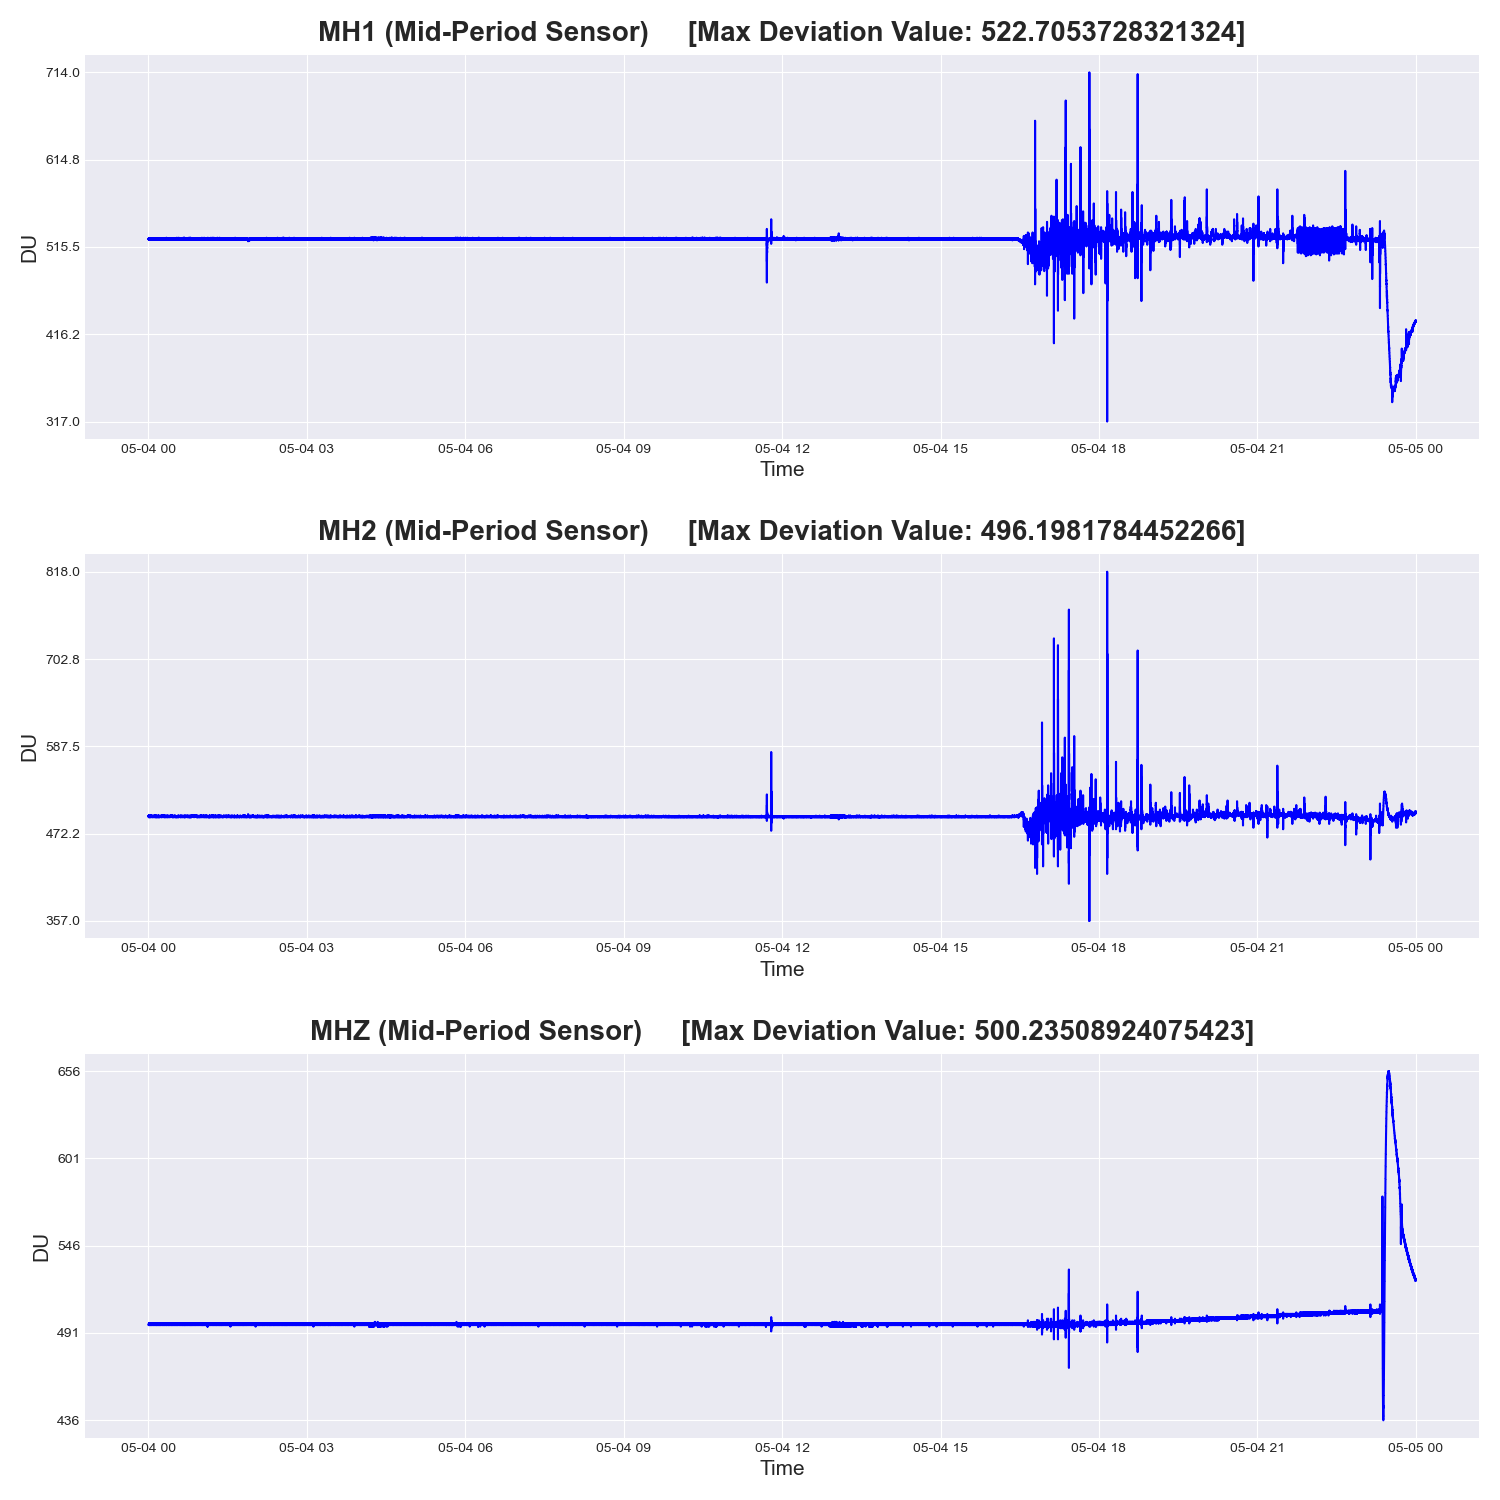 MH1 (Mid-Period Sensor) [Max Deviation Value: 522.7053728321324]
714.0
614.8
515.5
416.2
317.0
DU
05-04 00 05-04 03 05-04 06 05-04 09 05-04 12 05-04 15 05-04 18 05-04 21 05-05 00
Time
MH2 (Mid-Period Sensor) [Max Deviation Value: 496.1981784452266]
818.0
702.8
587.5
472.2
357.0
DU
05-04 00 05-04 03 05-04 06 05-04 09 05-04 12 05-04 15 05-04 18 05-04 21 05-05 00
Time
MHZ (Mid-Period Sensor) [Max Deviation Value: 500.23508924075423]
656
601
546
491
436
DU
05-04 00 05-04 03 05-04 06 05-04 09 05-04 12 05-04 15 05-04 18 05-04 21 05-05 00
Time